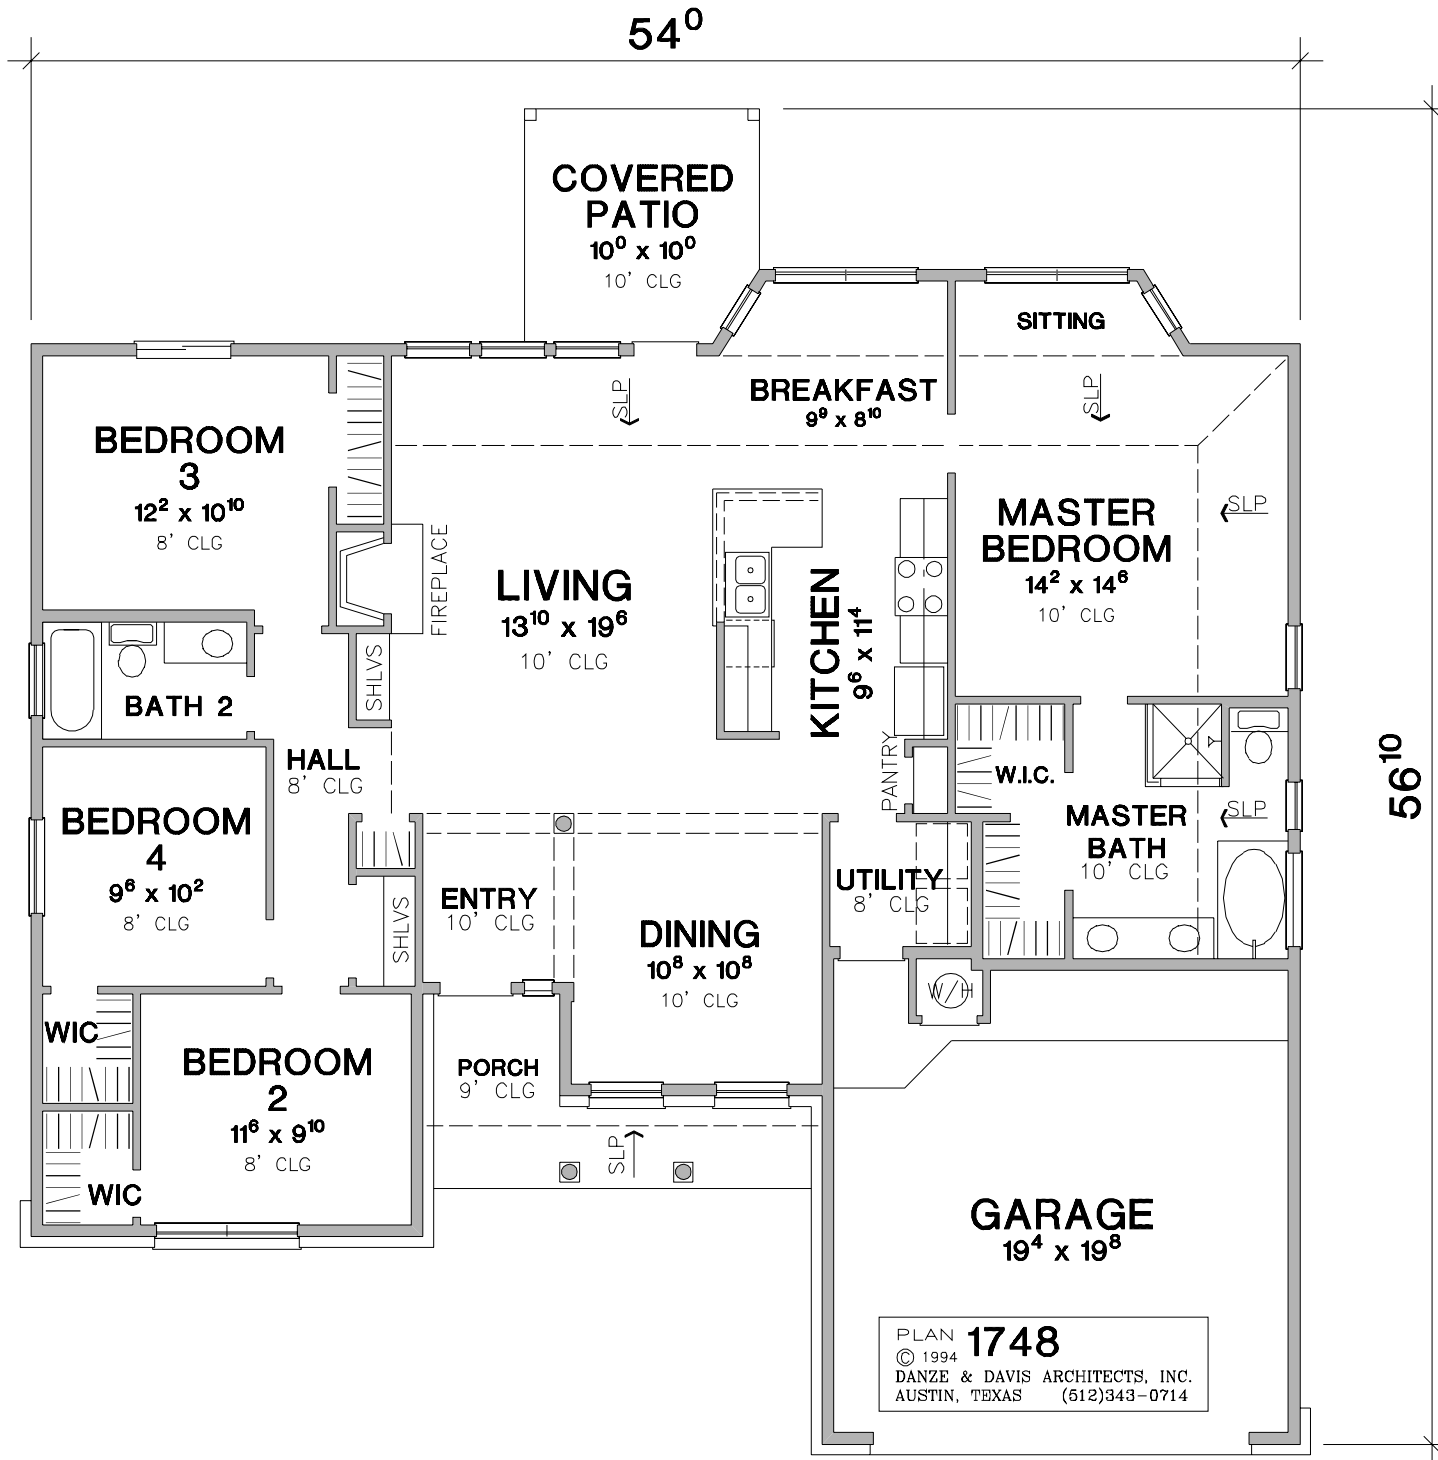 54⁰
COVERED
PATIO
10⁰ x 10⁰
10' CLG
SITTING
SLP
BREAKFAST
9⁹ x 8¹⁰
SLP
BEDROOM
3
12² x 10¹⁰
8' CLG
FIREPLACE
LIVING
13¹⁰ x 19⁶
10' CLG
KITCHEN
9⁶ x 11⁴
MASTER
BEDROOM
14² x 14⁶
10' CLG
SLP
SHLVS
BATH 2
HALL
8' CLG
PANTRY
W.I.C.
MASTER
BATH
10' CLG
SLP
56¹⁰
BEDROOM
4
9⁶ x 10²
8' CLG
SHLVS
ENTRY
10' CLG
DINING
10⁸ x 10⁸
10' CLG
UTILITY
8' CLG
W/H
WIC
BEDROOM
2
11⁶ x 9¹⁰
8' CLG
WIC
PORCH
9' CLG
SLP
GARAGE
19⁴ x 19⁸
PLAN 1748
© 1994
DANZE & DAVIS ARCHITECTS, INC.
AUSTIN, TEXAS (512)343-0714